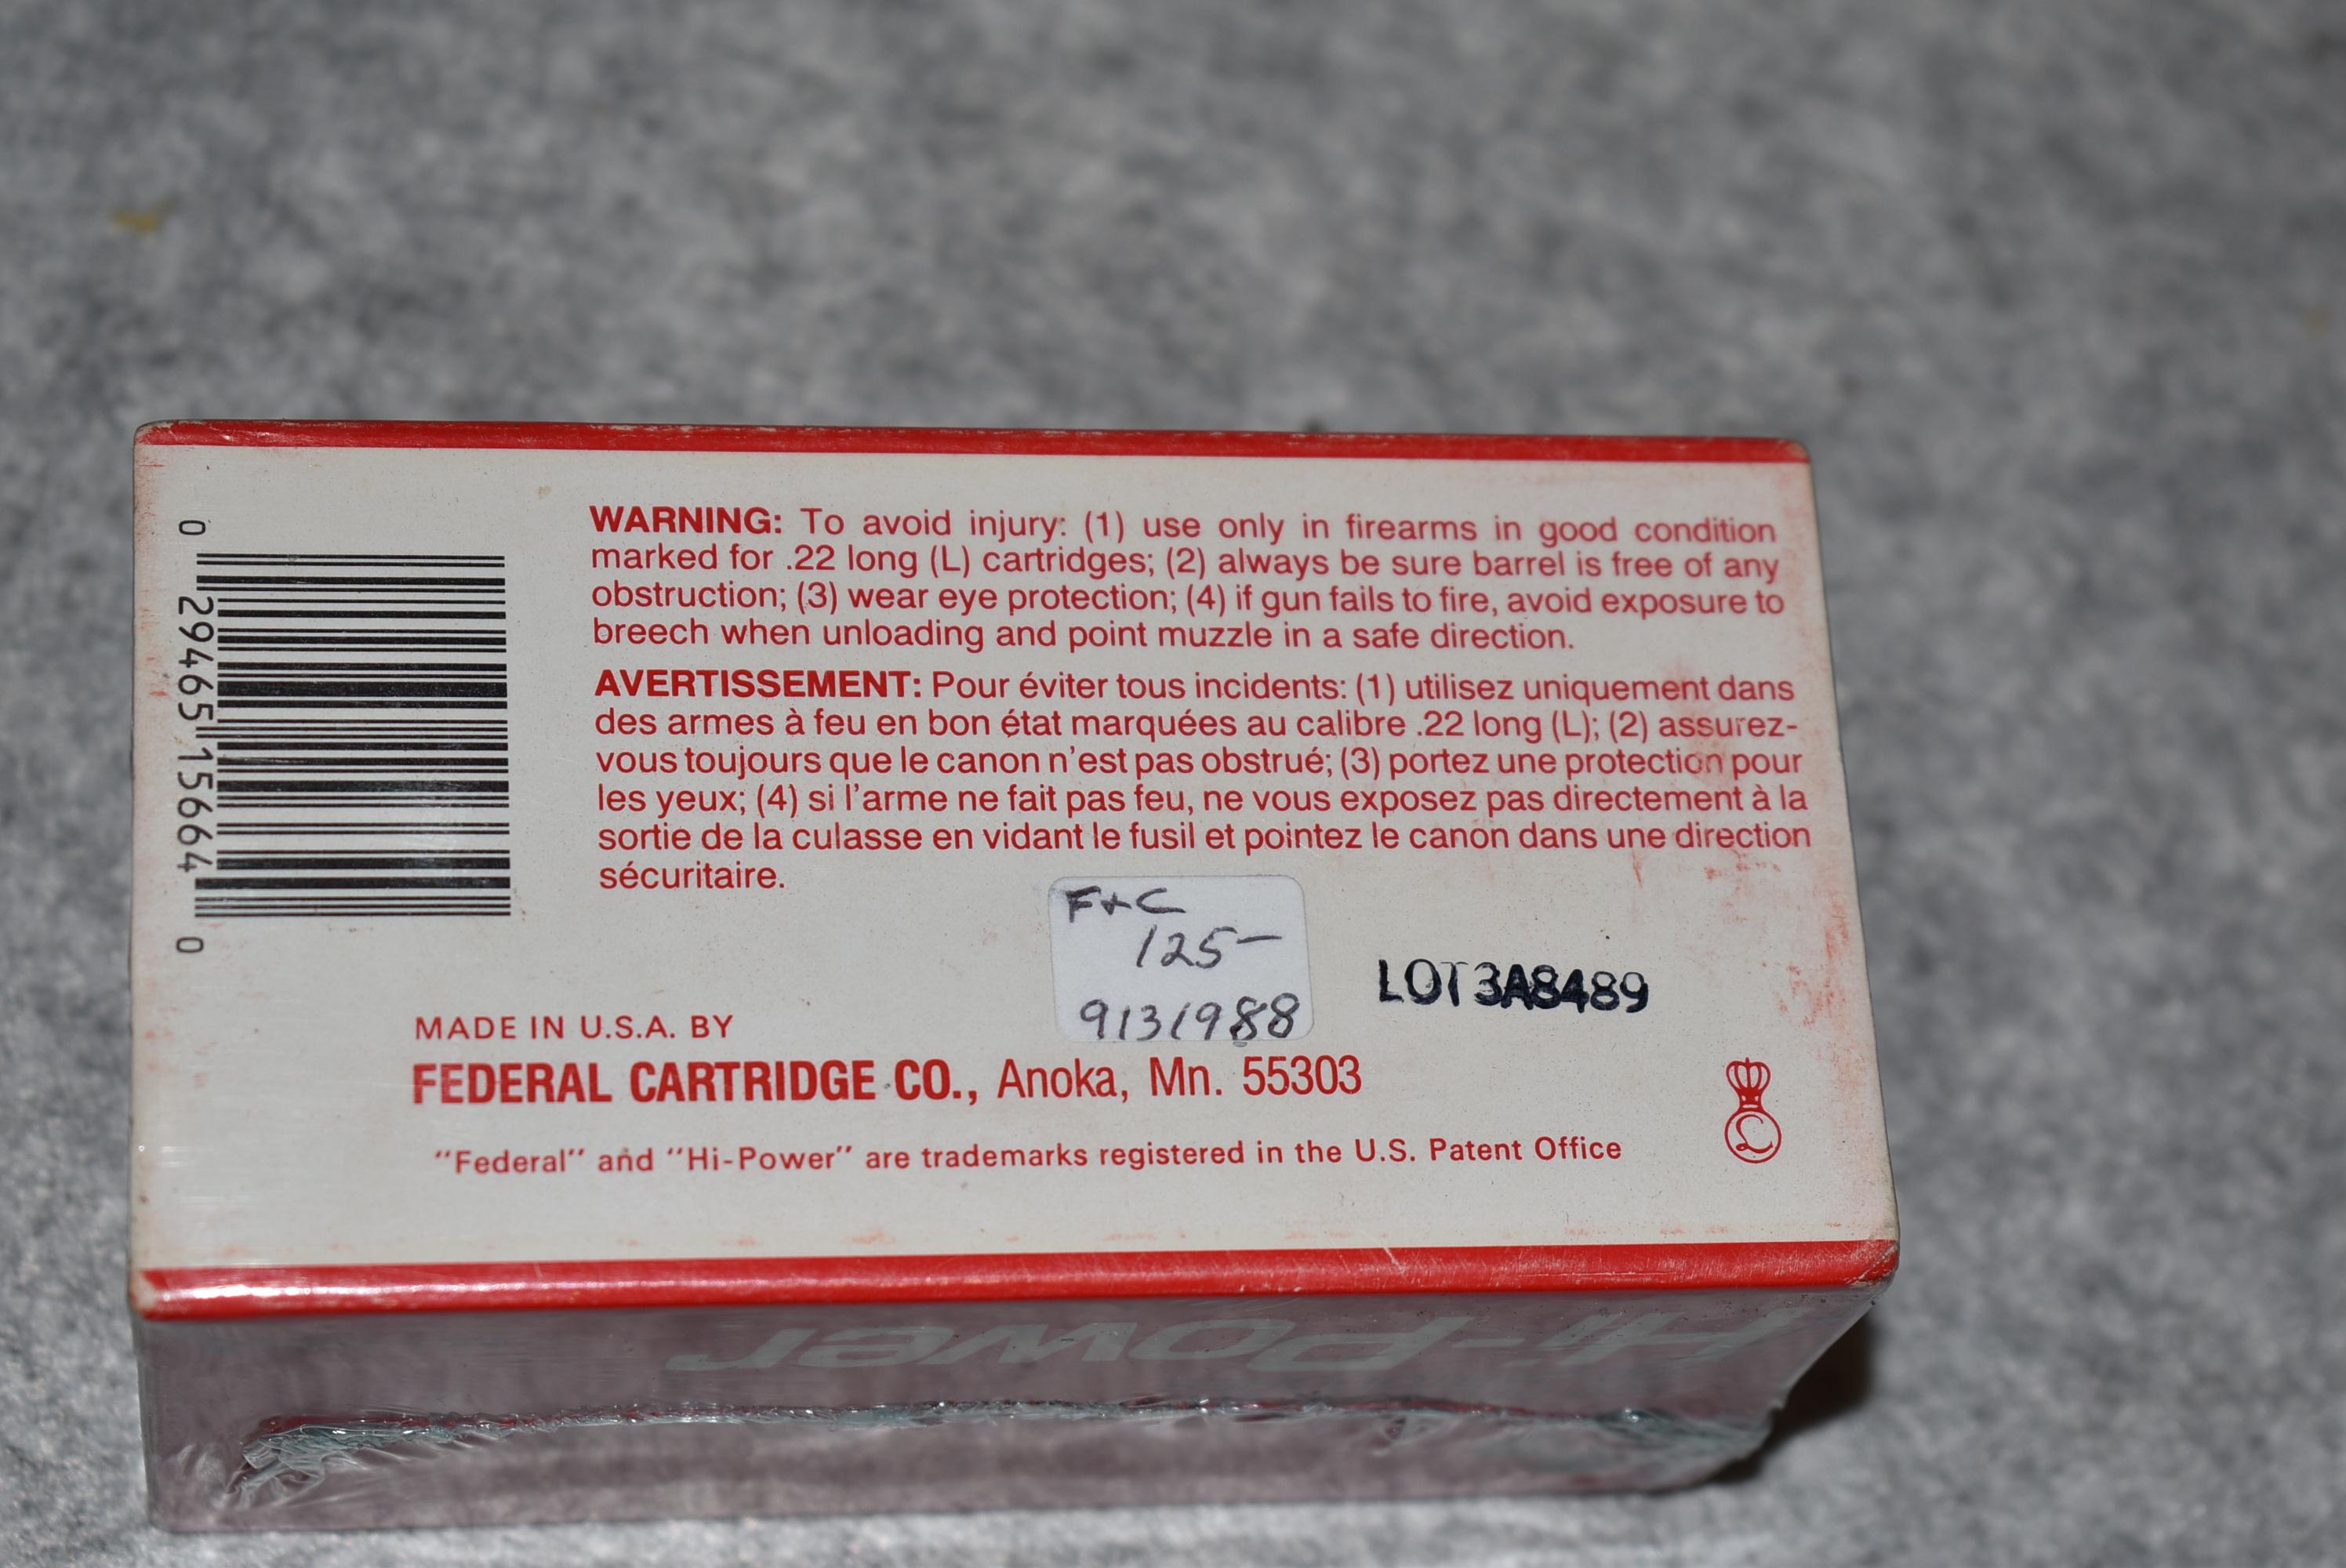 WARNING: To avoid injury: (1) use only in firearms in good condition
marked for .22 long (L) cartridges; (2) always be sure barrel is free of any
obstruction; (3) wear eye protection; (4) if gun fails to fire, avoid exposure to
breech when unloading and point muzzle in a safe direction.
AVERTISSEMENT: Pour éviter tous incidents: (1) utilisez uniquement dans
des armes à feu en bon état marquées au calibre .22 long (L); (2) assurez-
vous toujours que le canon n'est pas obstrué; (3) portez une protection pour
les yeux; (4) si l'arme ne fait pas feu, ne vous exposez pas directement à la
sortie de la culasse en vidant le fusil et pointez le canon dans une direction
sécuritaire.
0 29465 15664 0
F+C
125-
9131988
LOT3A8489
MADE IN U.S.A. BY
FEDERAL CARTRIDGE CO., Anoka, Mn. 55303
"Federal" and "Hi-Power" are trademarks registered in the U.S. Patent Office
£
Hi-Power